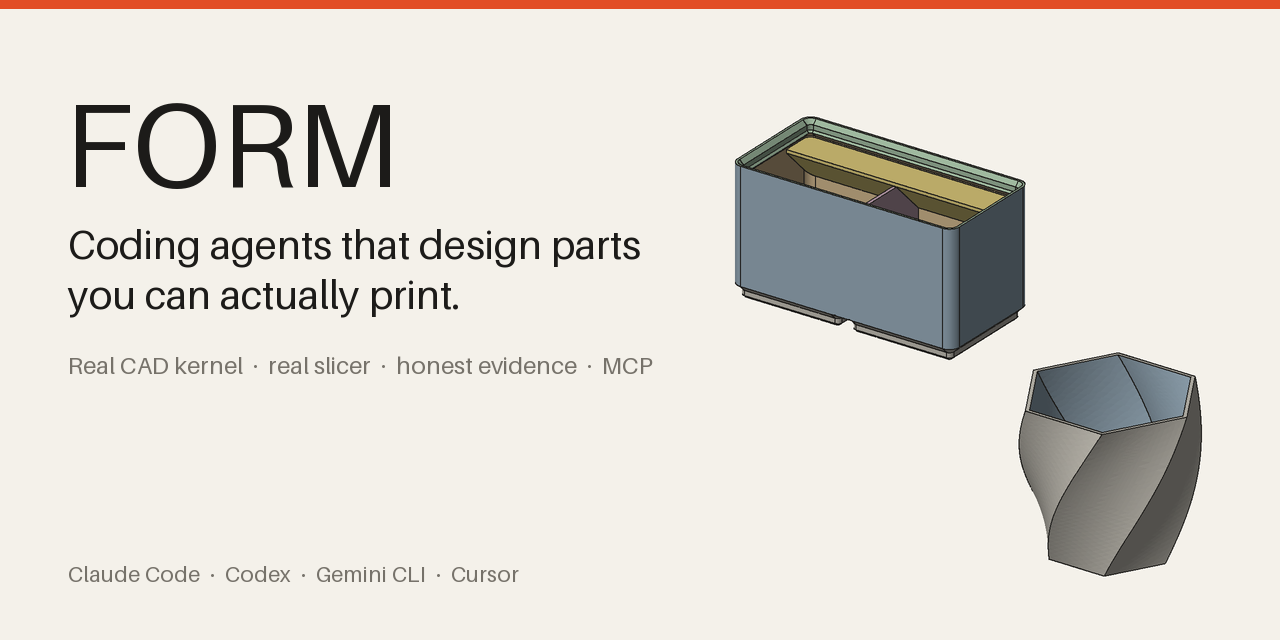 FORM
Coding agents that design parts
you can actually print.
Real CAD kernel · real slicer · honest evidence · MCP
Claude Code · Codex · Gemini CLI · Cursor